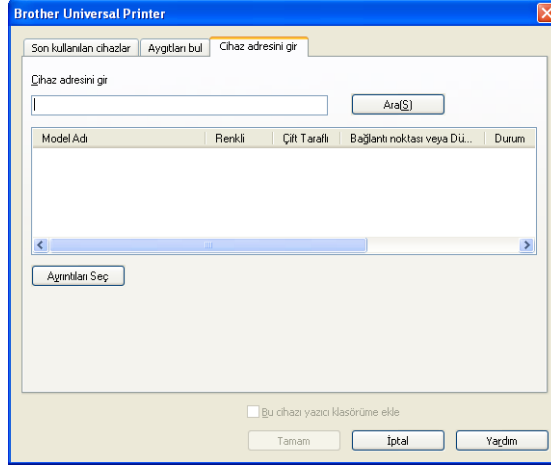 Brother Universal Printer
Son kullanılan cihazlar Aygıtları bul Cihaz adresini gir
Cihaz adresini gir
Ara(S)
Model Adı Renkli Çift Taraflı Bağlantı noktası veya Dü... Durum
Ayrıntıları Seç
Bu cihazı yazıcı klasörüme ekle
Tamam İptal Yardım